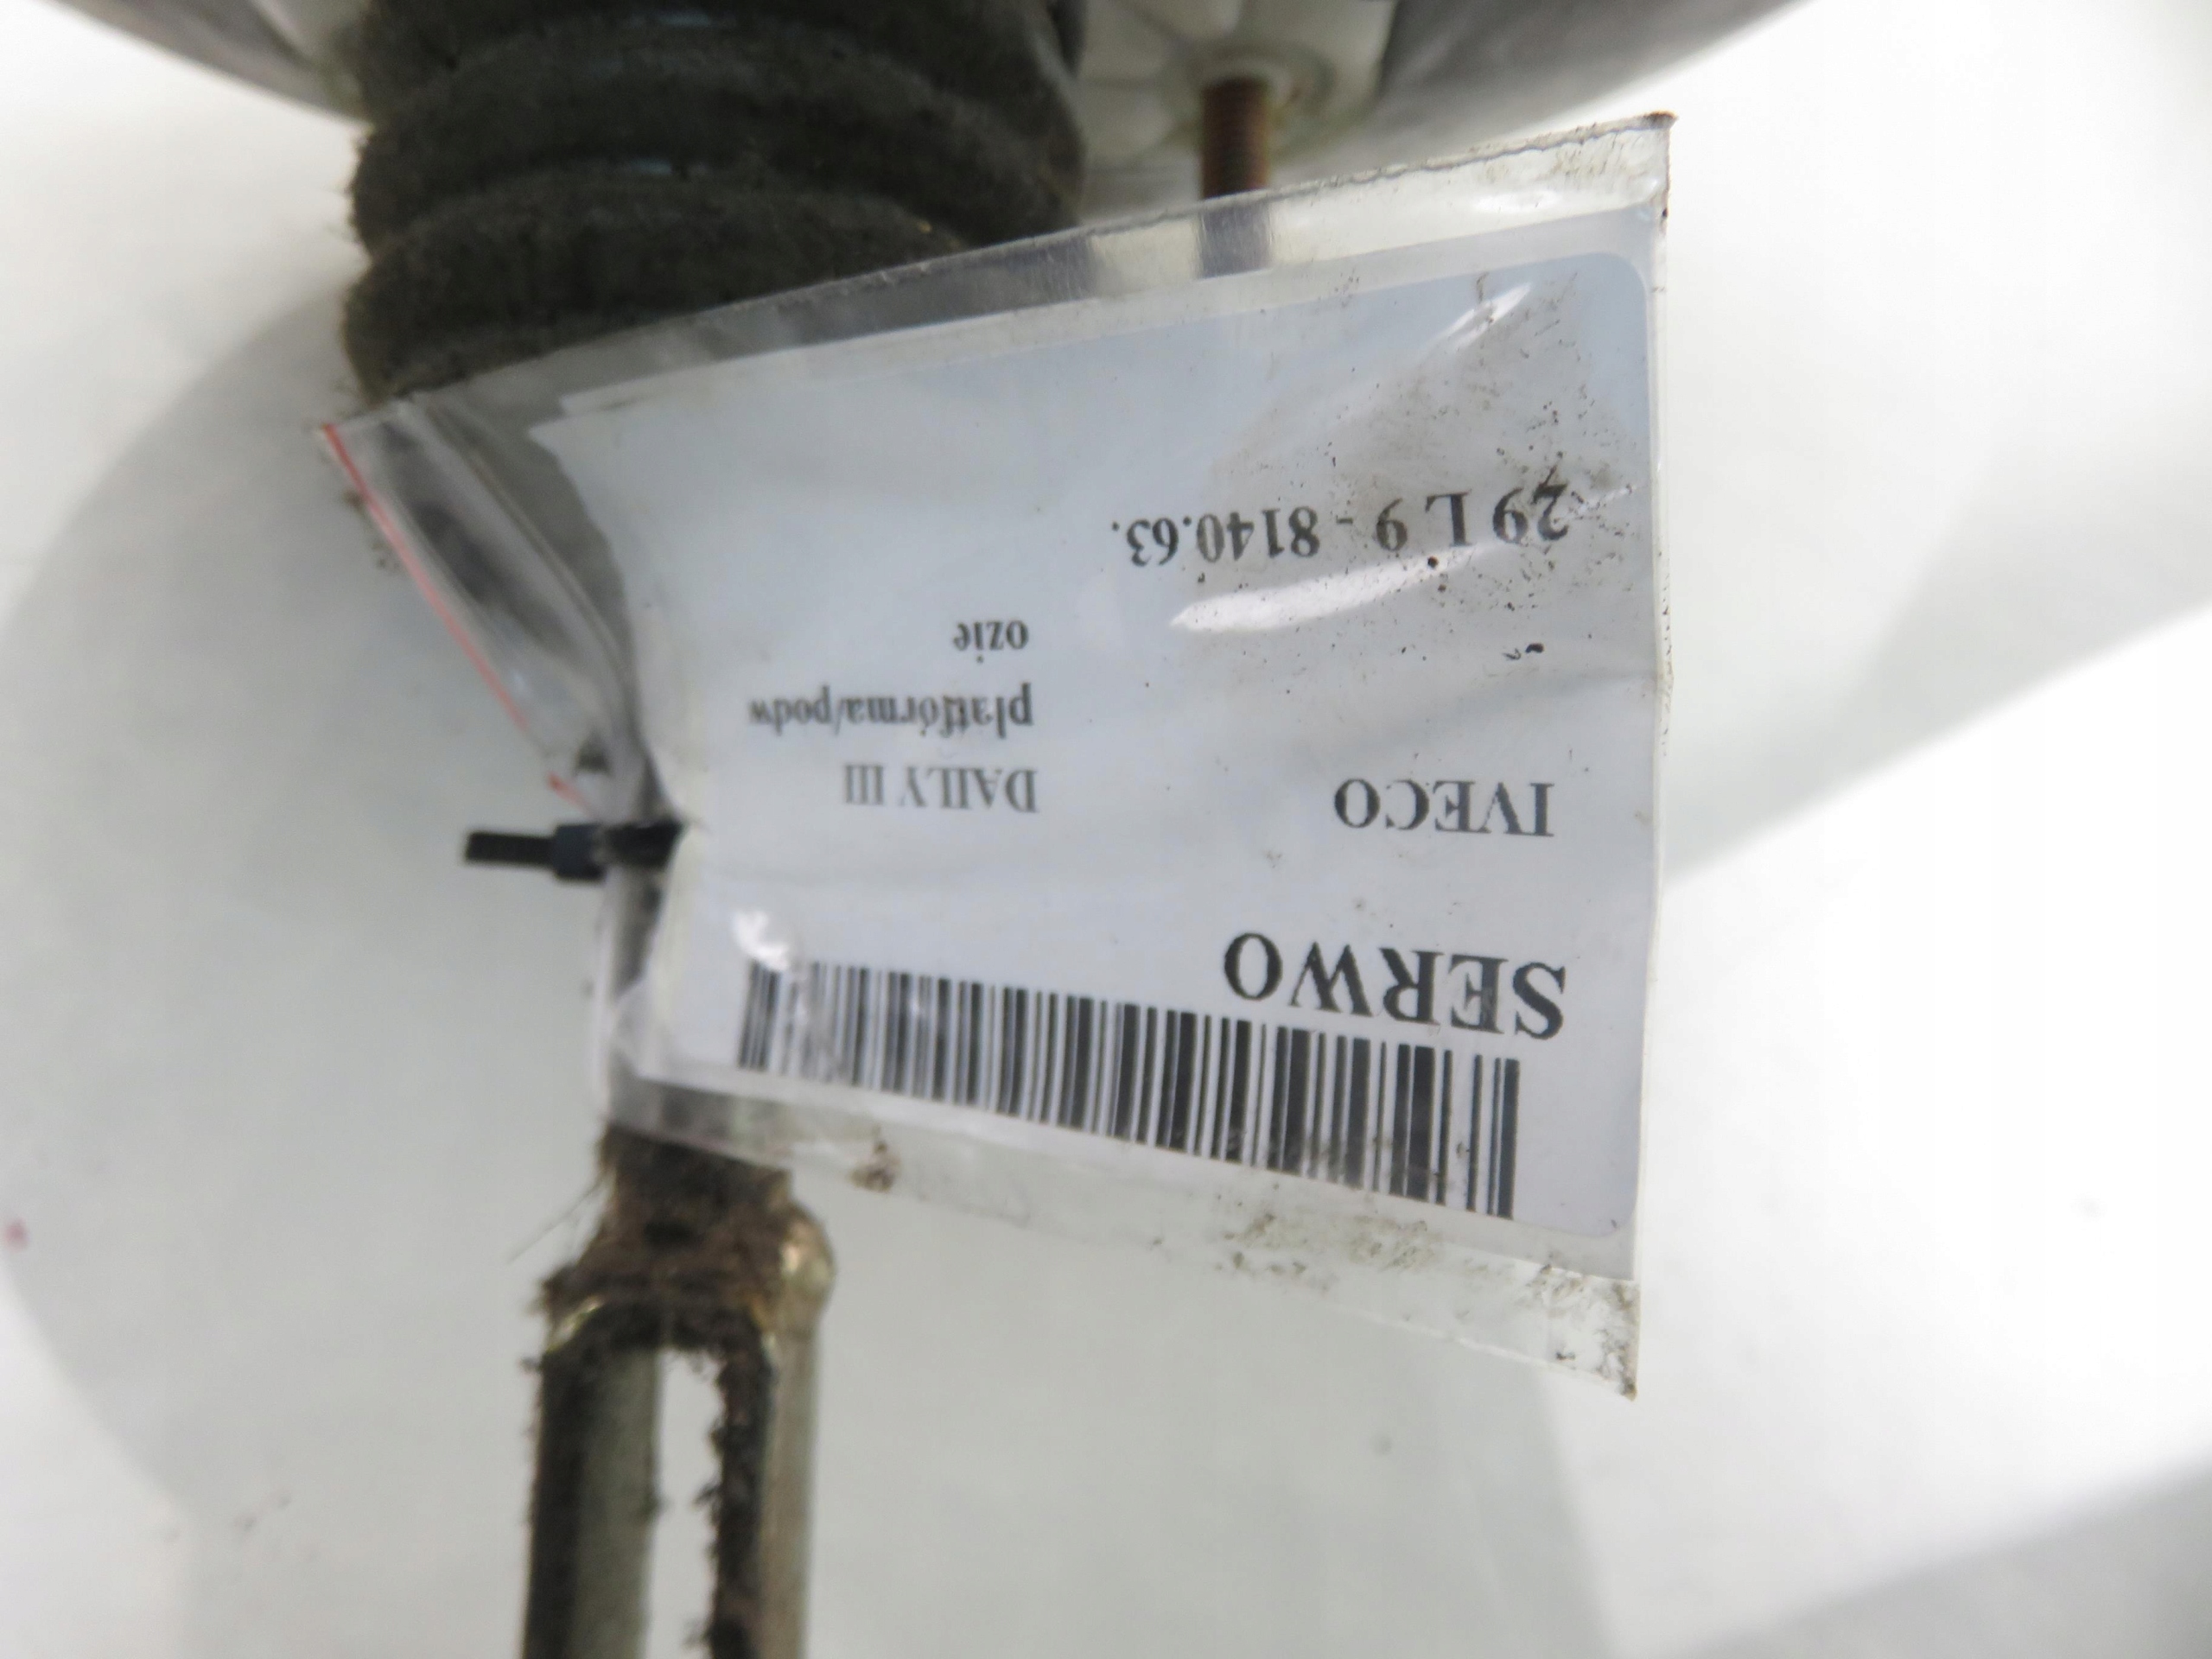 SERWO
IVECO
DAILY III
platforma/podw
ozie
29 L 9 - 8140.63.